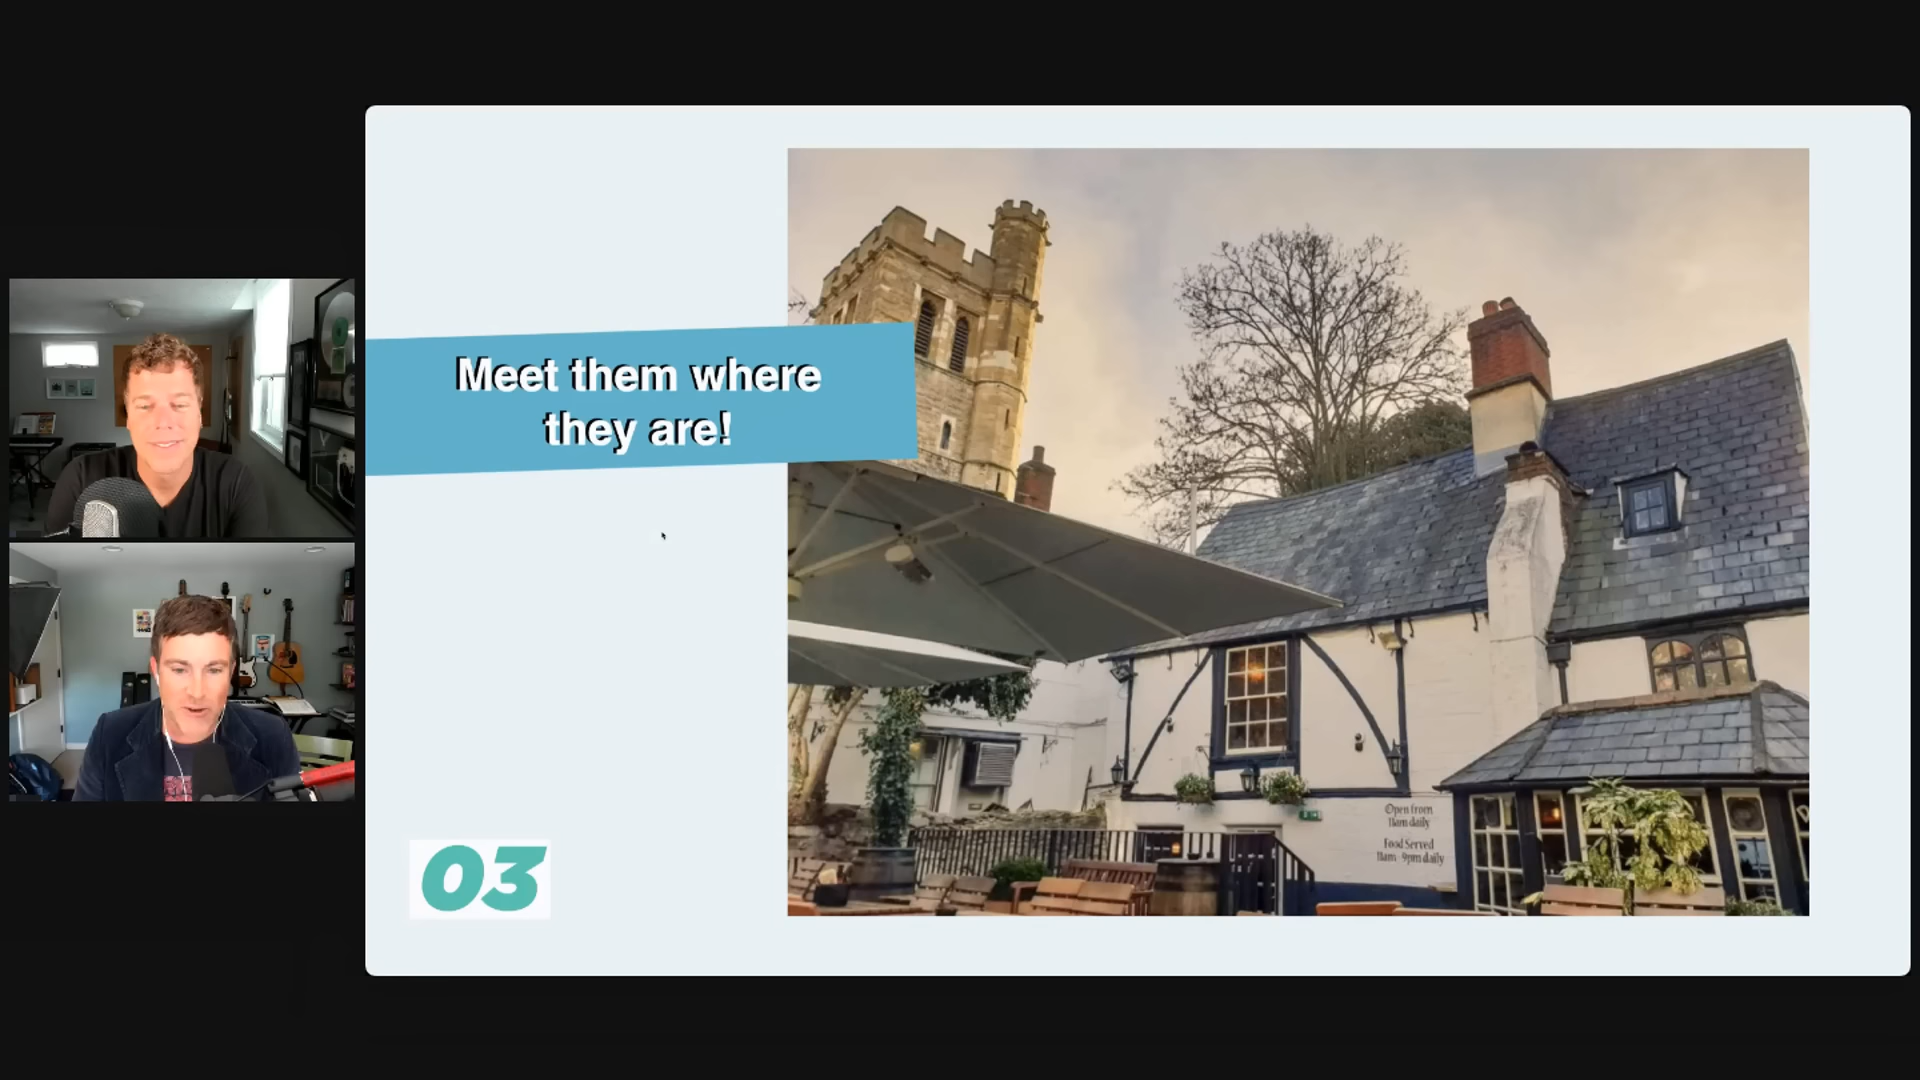 Meet them where
they are!
Open from
11am daily
Food Served
11am - 9pm daily
03